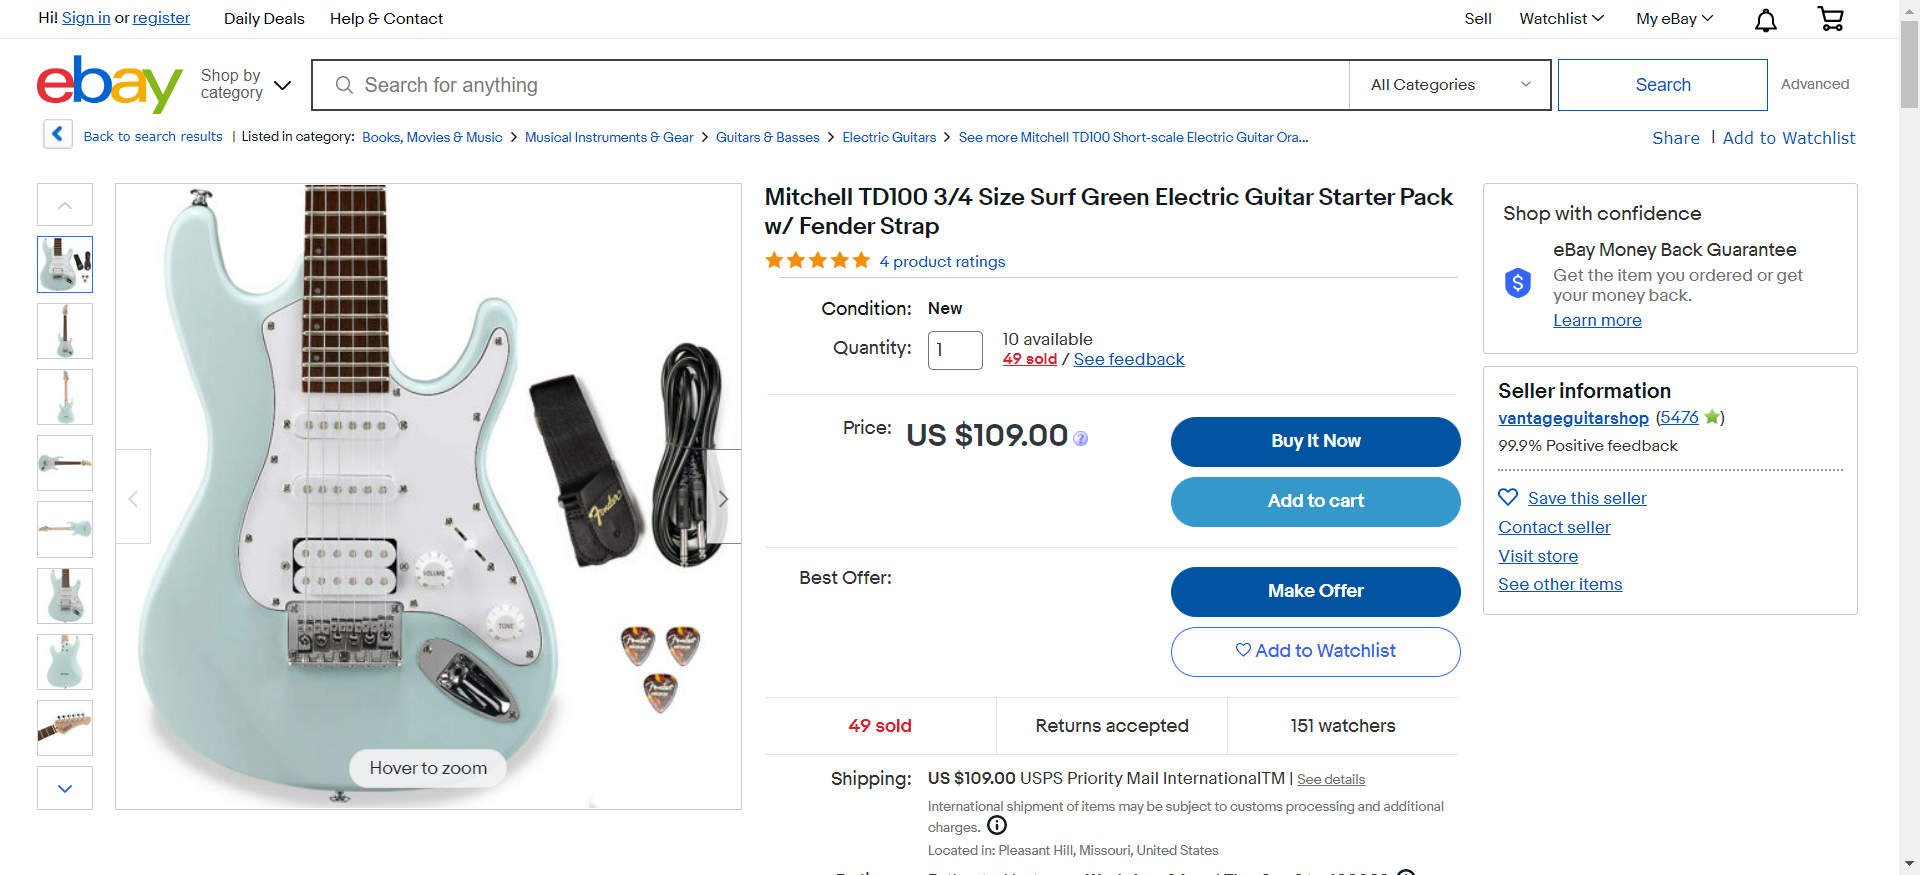 Hi! Sign in or register
Daily Deals
Help & Contact
Sell
Watchlist
My eBay
ebay
Shop by
category
Search for anything
All Categories
Search
Advanced
Back to search results | Listed in category: Books, Movies & Music > Musical Instruments & Gear > Guitars & Basses > Electric Guitars > See more Mitchell TD100 Short-scale Electric Guitar Ora...
Share | Add to Watchlist
Fender
VOLUME
TONE
Fender
MEDIUM
Fender
MEDIUM
Fender
MEDIUM
Hover to zoom
Mitchell TD100 3/4 Size Surf Green Electric Guitar Starter Pack
w/ Fender Strap
4 product ratings
Condition: New
Quantity: 1
10 available
49 sold / See feedback
Price: US $109.00 ?
Buy It Now
Add to cart
Best Offer:
Make Offer
Add to Watchlist
49 sold
Returns accepted
151 watchers
Shipping: US $109.00 USPS Priority Mail InternationalTM | See details
International shipment of items may be subject to customs processing and additional
charges.
Located in: Pleasant Hill, Missouri, United States
Shop with confidence
eBay Money Back Guarantee
Get the item you ordered or get
your money back.
Learn more
Seller information
vantageguitarshop (5476)
99.9% Positive feedback
Save this seller
Contact seller
Visit store
See other items